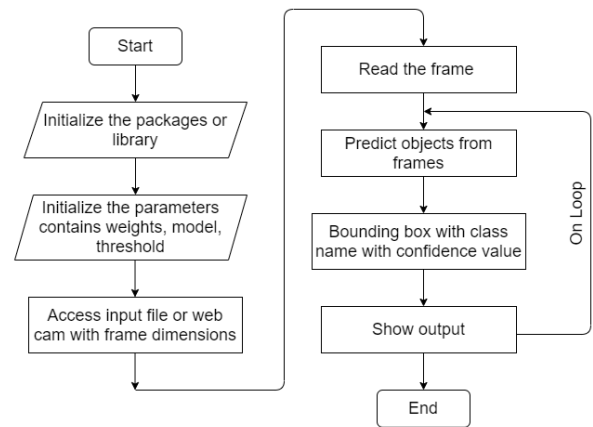 Start
Initialize the packages or
library
Initialize the parameters
contains weights, model,
threshold
Access input file or web
cam with frame dimensions
Read the frame
Predict objects from
frames
Bounding box with class
name with confidence value
Show output
On Loop
End